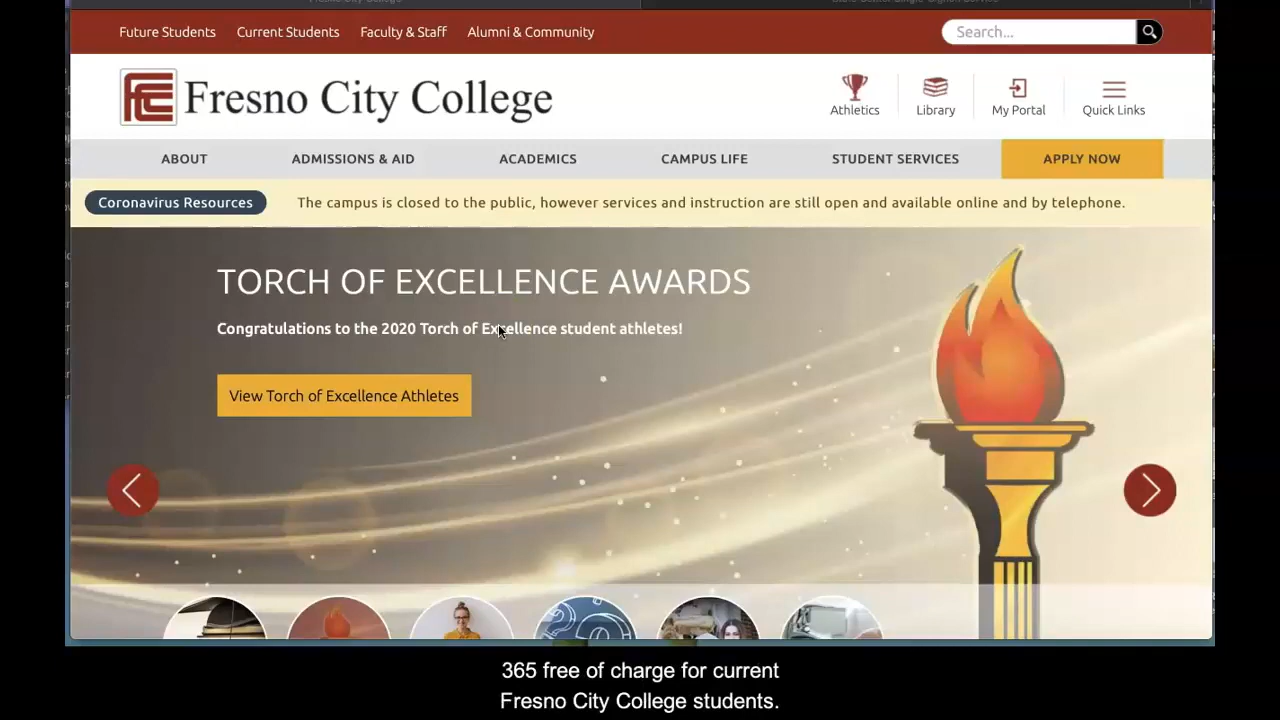 Future Students Current Students Faculty & Staff Alumni & Community Search...
FCC Fresno City College
Athletics Library My Portal Quick Links
ABOUT ADMISSIONS & AID ACADEMICS CAMPUS LIFE STUDENT SERVICES APPLY NOW
Coronavirus Resources The campus is closed to the public, however services and instruction are still open and available online and by telephone.
TORCH OF EXCELLENCE AWARDS
Congratulations to the 2020 Torch of Excellence student athletes!
View Torch of Excellence Athletes
365 free of charge for current
Fresno City College students.